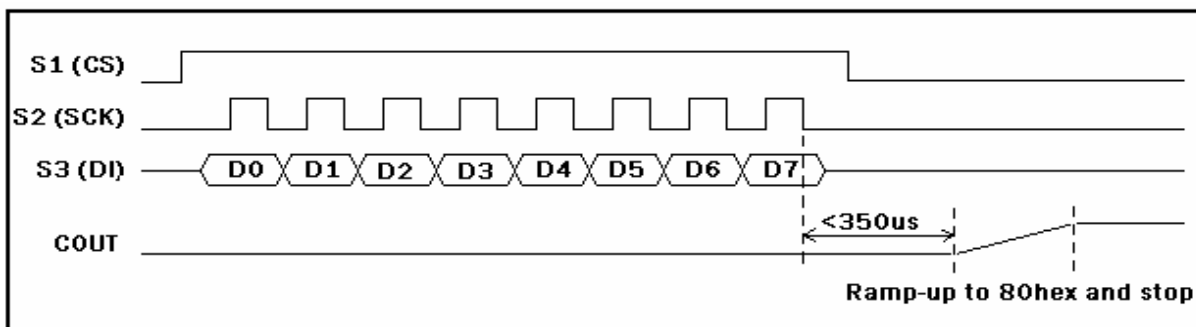 S1 (CS)
S2 (SCK)
S3 (DI) D0 D1 D2 D3 D4 D5 D6 D7
<350us
COUT
Ramp-up to 80hex and stop